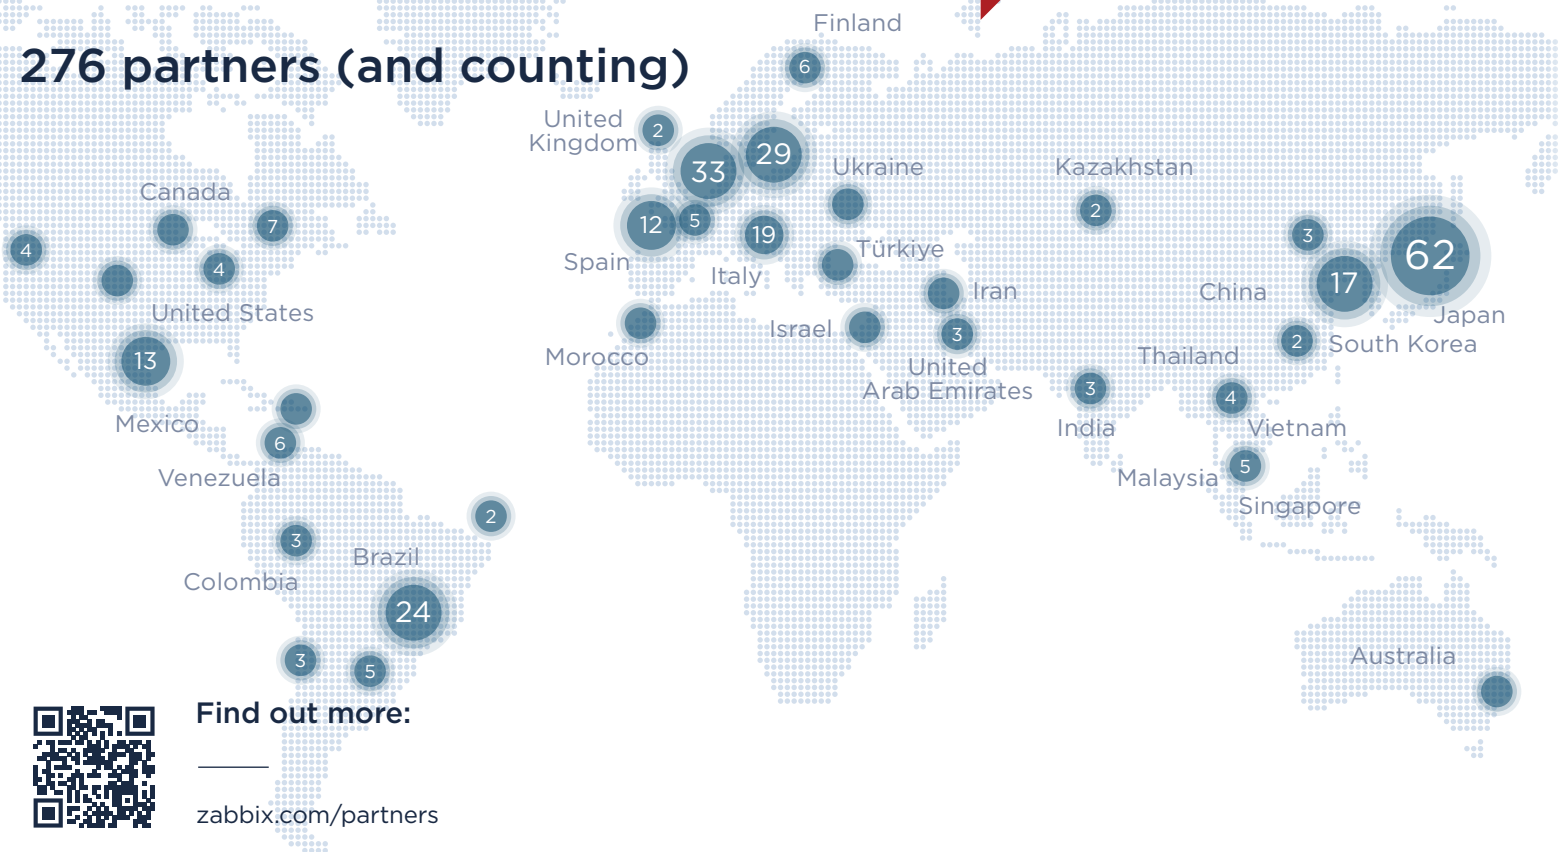 Finland
276 partners (and counting)
6
United
Kingdom
2
33
29
Ukraine
Kazakhstan
Canada
4
7
4
12
5
19
2
3
62
17
Spain
Italy
Türkiye
Iran
China
Japan
United States
Morocco
Israel
3
United
Arab Emirates
Thailand
2
South Korea
13
Mexico
3
India
4
Vietnam
6
Venezuela
Malaysia
5
Singapore
2
3
Colombia
Brazil
24
3
5
Australia
Find out more:
zabbix.com/partners